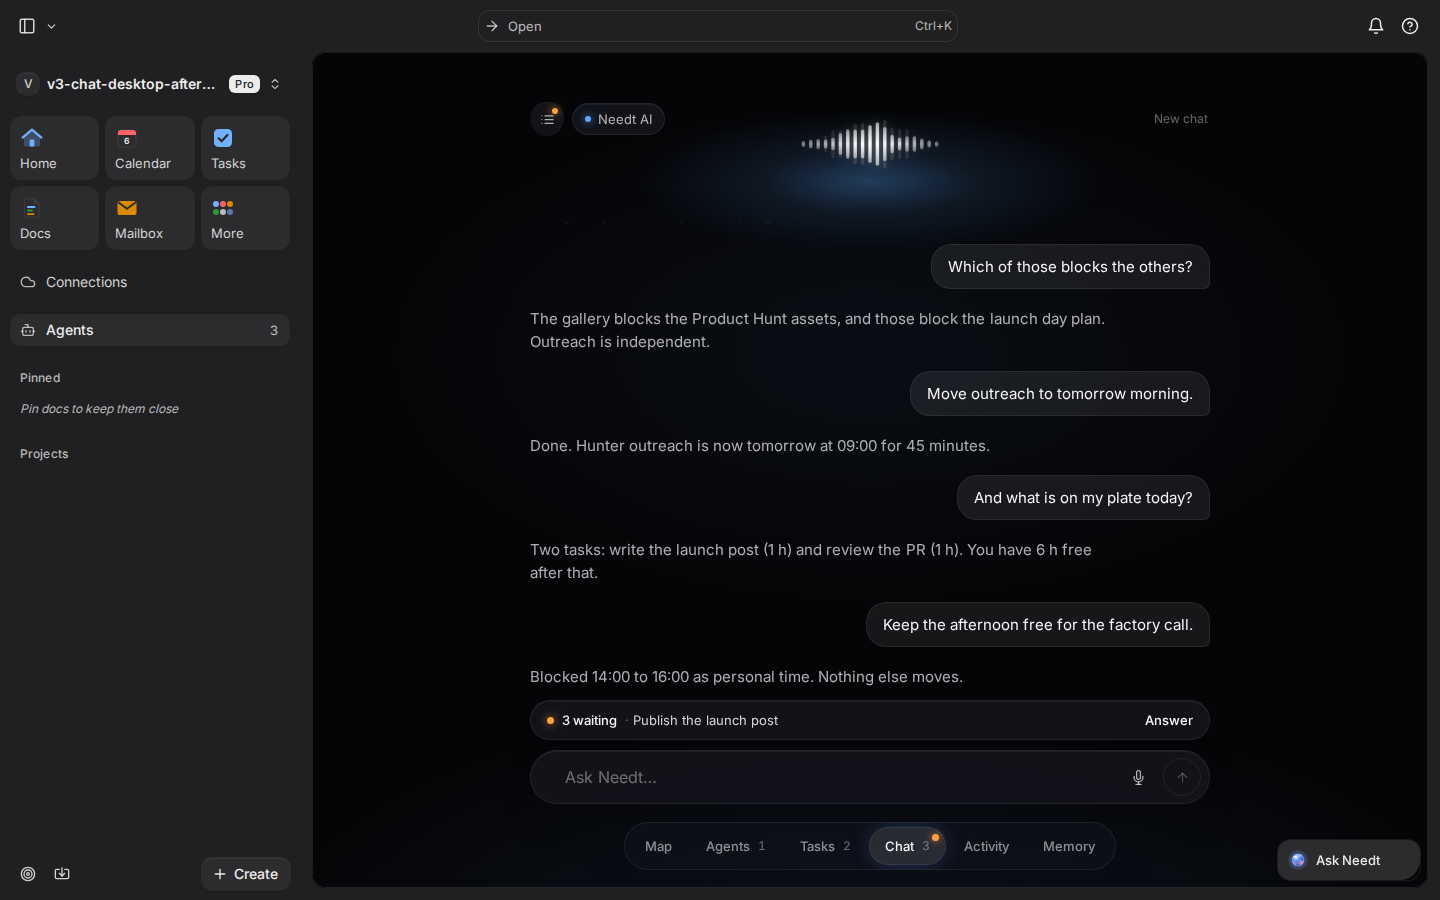 Open
Ctrl+K
V
v3-chat-desktop-after...
Pro
Home
6
Calendar
Tasks
Docs
Mailbox
More
Connections
Agents
3
Pinned
Pin docs to keep them close
Projects
Create
Needt AI
New chat
Which of those blocks the others?
The gallery blocks the Product Hunt assets, and those block the launch day plan.
Outreach is independent.
Move outreach to tomorrow morning.
Done. Hunter outreach is now tomorrow at 09:00 for 45 minutes.
And what is on my plate today?
Two tasks: write the launch post (1 h) and review the PR (1 h). You have 6 h free
after that.
Keep the afternoon free for the factory call.
Blocked 14:00 to 16:00 as personal time. Nothing else moves.
3 waiting · Publish the launch post
Answer
Ask Needt...
Map
Agents 1
Tasks 2
Chat 3
Activity
Memory
Ask Needt